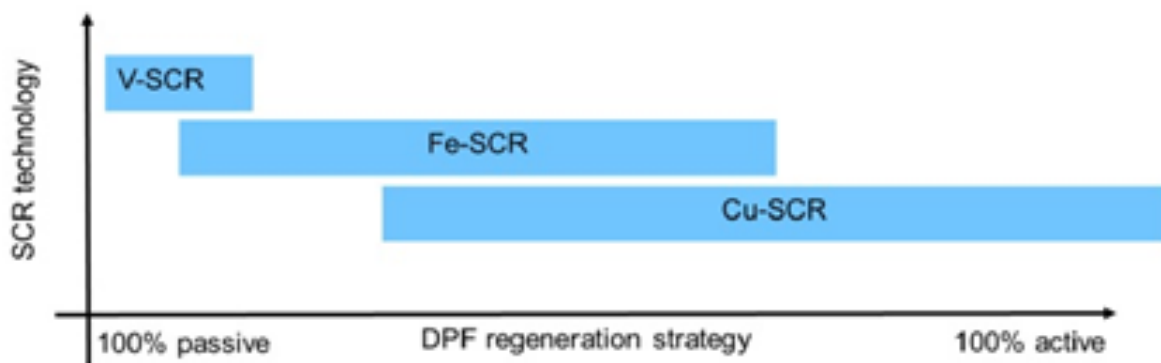 SCR technology
V-SCR
Fe-SCR
Cu-SCR
100% passive
DPF regeneration strategy
100% active